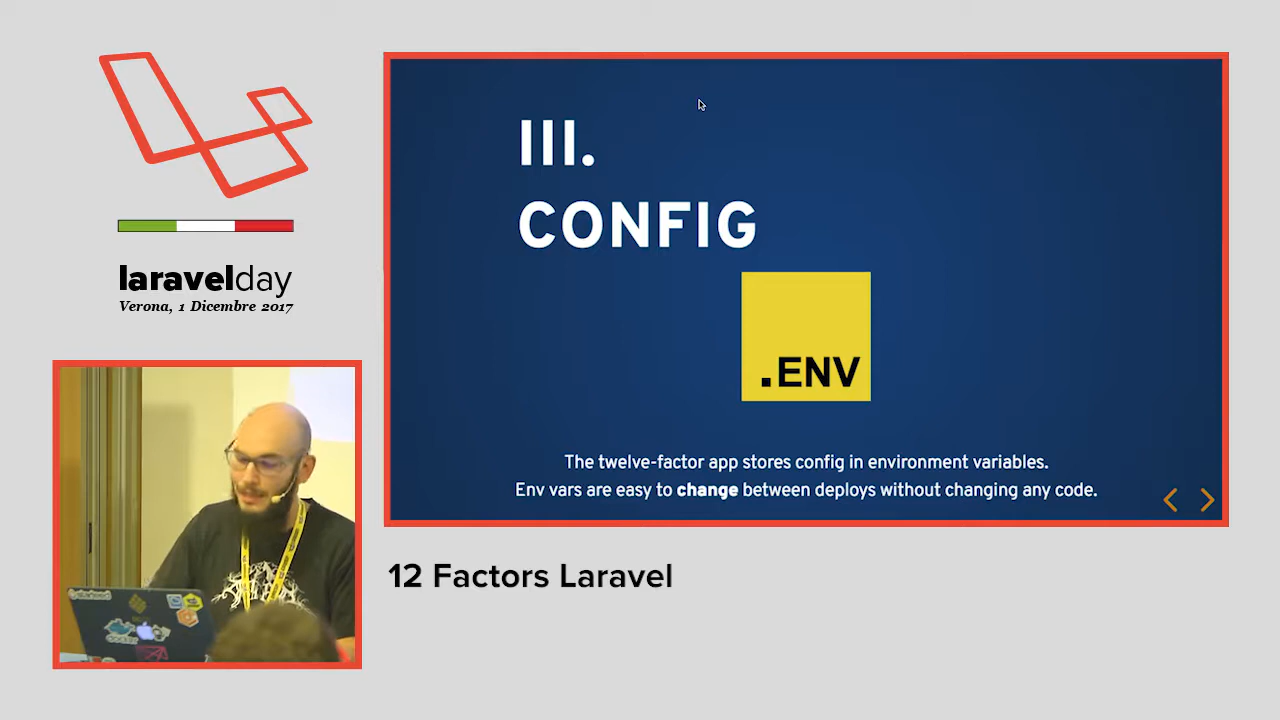 laravelday
Verona, 1 Dicembre 2017
III.
CONFIG
.ENV
The twelve-factor app stores config in environment variables.
Env vars are easy to change between deploys without changing any code.
12 Factors Laravel
docker